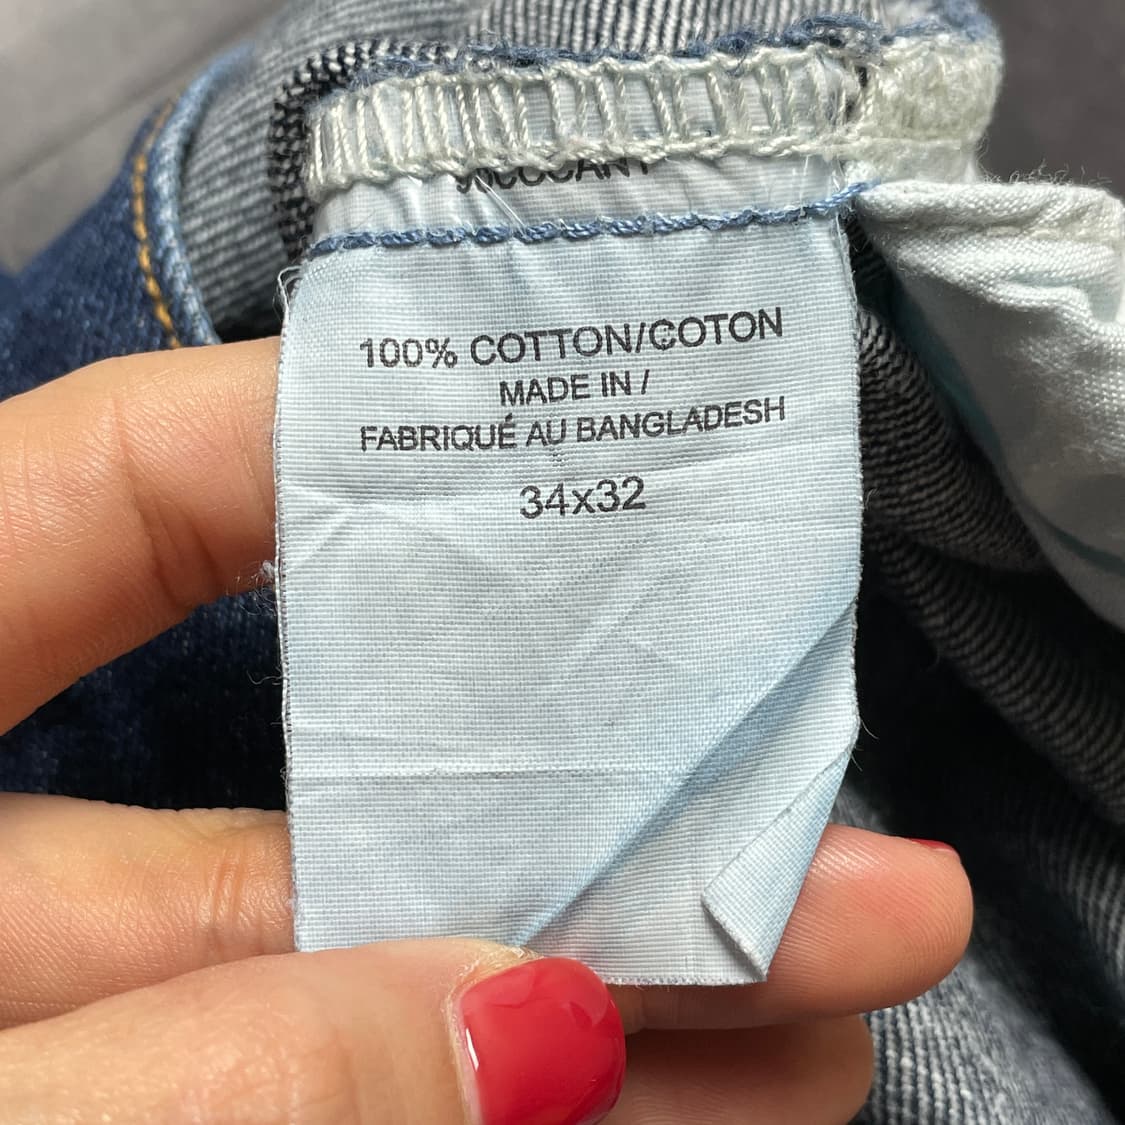 100% COTTON/COTON
MADE IN /
FABRIQUÉ AU BANGLADESH
34x32